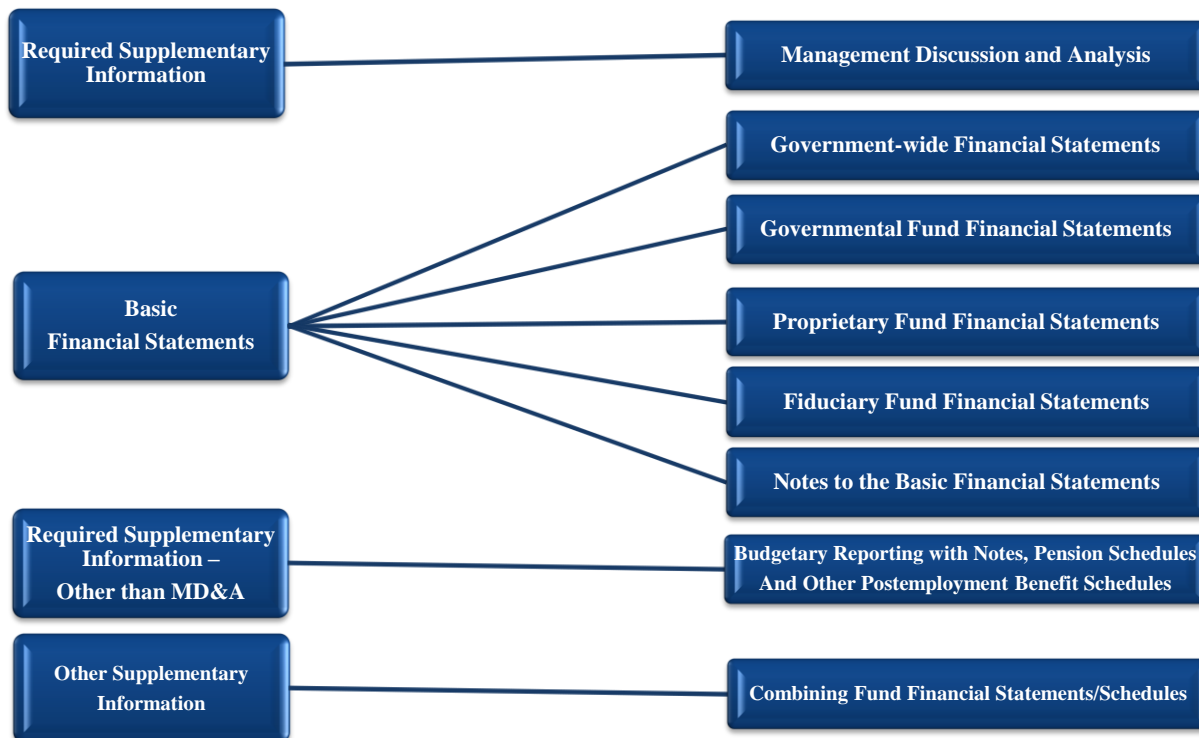 Required Supplementary
Information
Management Discussion and Analysis
Government-wide Financial Statements
Governmental Fund Financial Statements
Basic
Financial Statements
Proprietary Fund Financial Statements
Fiduciary Fund Financial Statements
Notes to the Basic Financial Statements
Required Supplementary
Information –
Other than MD&A
Budgetary Reporting with Notes, Pension Schedules
And Other Postemployment Benefit Schedules
Other Supplementary
Information
Combining Fund Financial Statements/Schedules